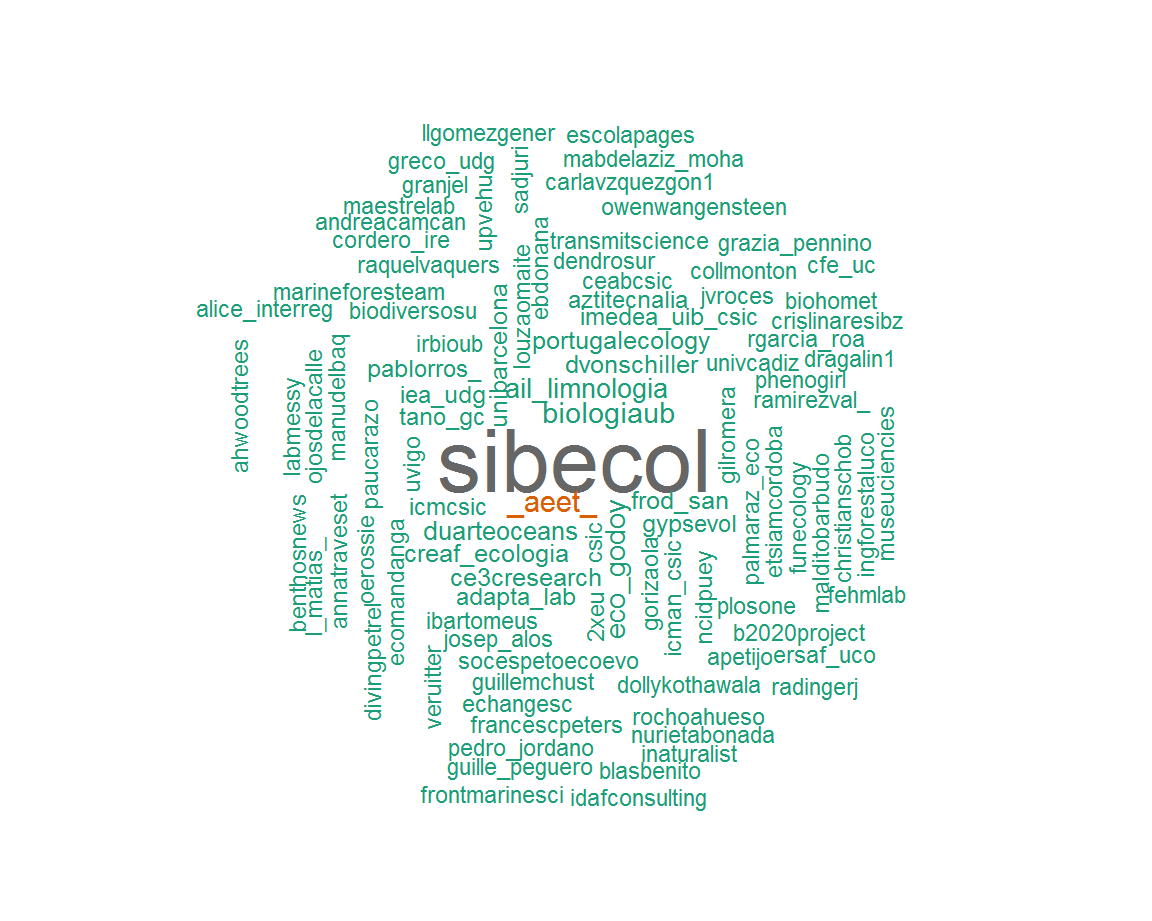 llgomezgener
escolapages
greco_udg
sadjuri
mabdelaziz_moha
granjel
upvehu
carlavzquezgon1
maestrelab
owenwangensteen
andreacamcan
cordero_ire
louzaomaite
ebdonana
transmitscience
grazia_pennino
raquelvaquers
dendrosur
collmonton
cfe_uc
ceabcsic
marineforesteam
aztitecnalia
jvroces
biohomet
alice_interreg
biodiversosu
unibarcelona
imedea_uib_csic
crislinaresibz
irbioub
portugalecology
rgarcia_roa
ahwoodtrees
labmessy
ojosdelacalle
manudelbaq
pablorros_
dvonschiller
univcadiz
dragalin1
iea_udg
ail_limnologia
phenogirl
tano_gc
biologiaub
gilromera
ramirezval_
paucarazo
uvigo
sibecol
palmaraz_eco
etsiamcordoba
funecology
malditobarbudo
christianschob
ingforestaluco
museuciencies
icmcsic
_aeet_
frod_san
benthosnews
l_matias_
annatraveset
oerossie
duarteoceans
csic
eco_godoy
gypsevol
ecomandanga
creaf_ecologia
gorizaola
icman_csic
ncidpuey
ce3cresearch
adapta_lab
2xeu
plosone
fehmlab
divingpetrel
ibartomeus
b2020project
veruitter_
josep_alos
socespetoecoevo
apetijo
ersaf_uco
guillemchust
dollykothawala
radingerj
echangesc
francescpeters
rochoahueso
nurietabonada
pedro_jordano
inaturalist
guille_peguero
blasbenito
frontmarinesci
idafconsulting